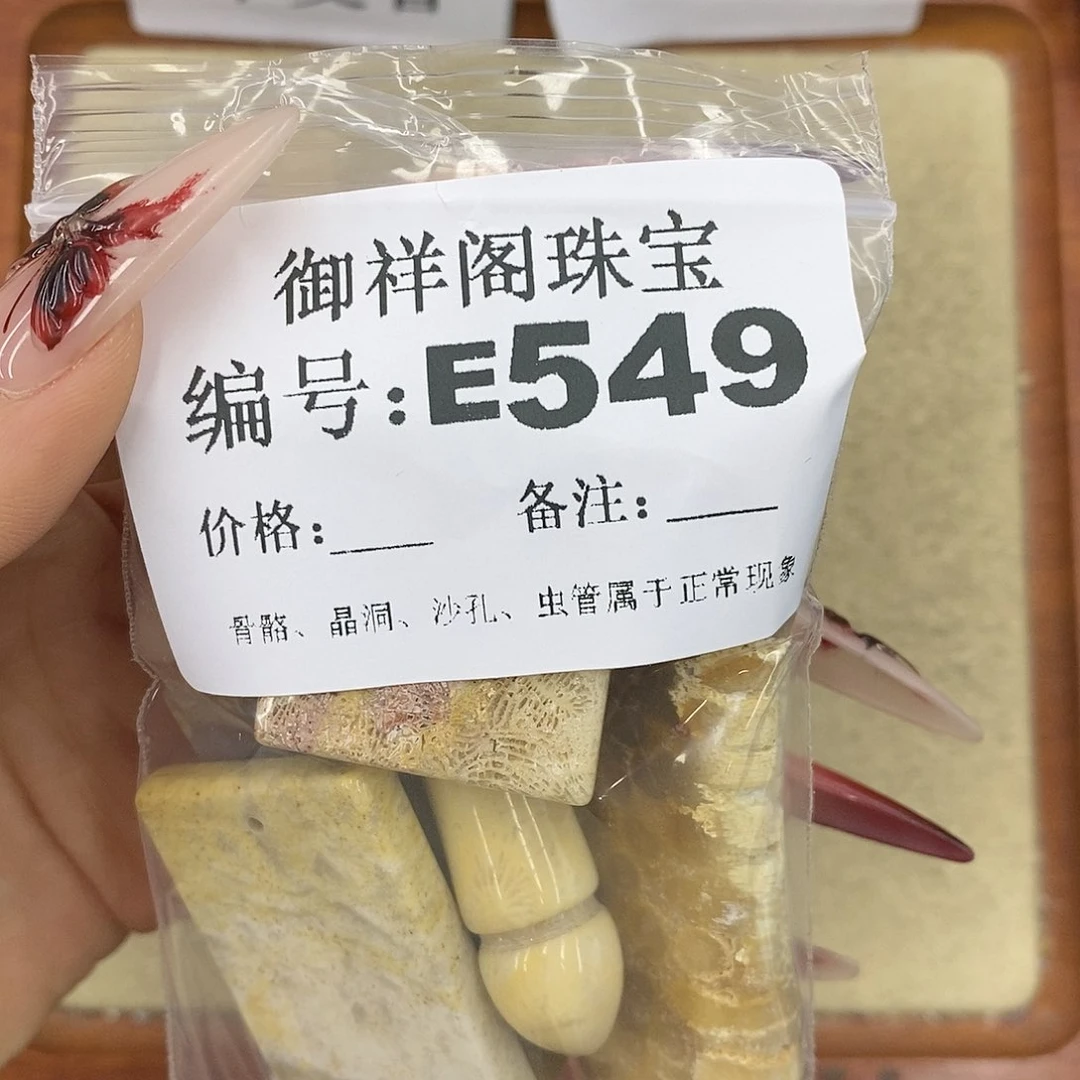 御祥阁珠宝
编号:E549
价格:____ 备注:____
骨骼、晶洞、沙孔、虫管属于正常现象